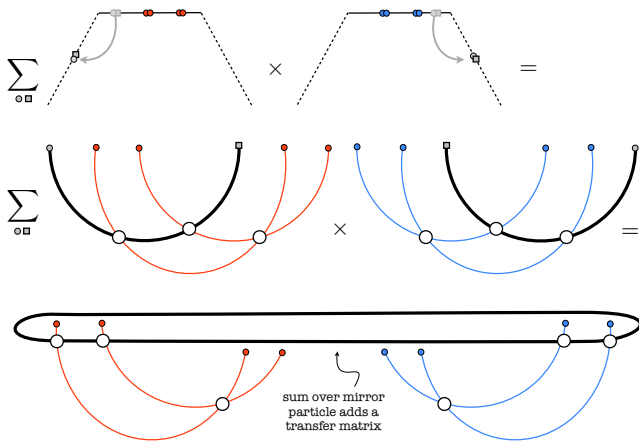 ∑ × =
∑ × =
sum over mirror
particle adds a
transfer matrix